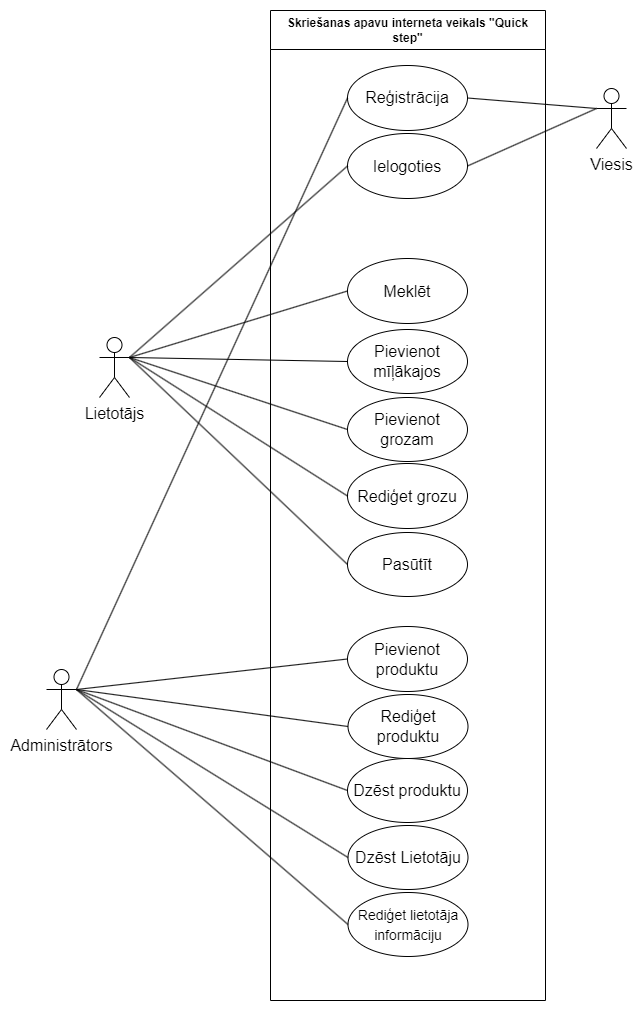 Skriešanas apavu interneta veikals "Quick
step"
Reģistrācija
Viesis
Ielogoties
Meklēt
Pievienot
mīļākajos
Lietotājs
Pievienot
grozam
Rediģet grozu
Pasūtīt
Pievienot
produktu
Administrātors
Rediģet
produktu
Dzēst produktu
Dzēst Lietotāju
Rediģet lietotāja
informāciju